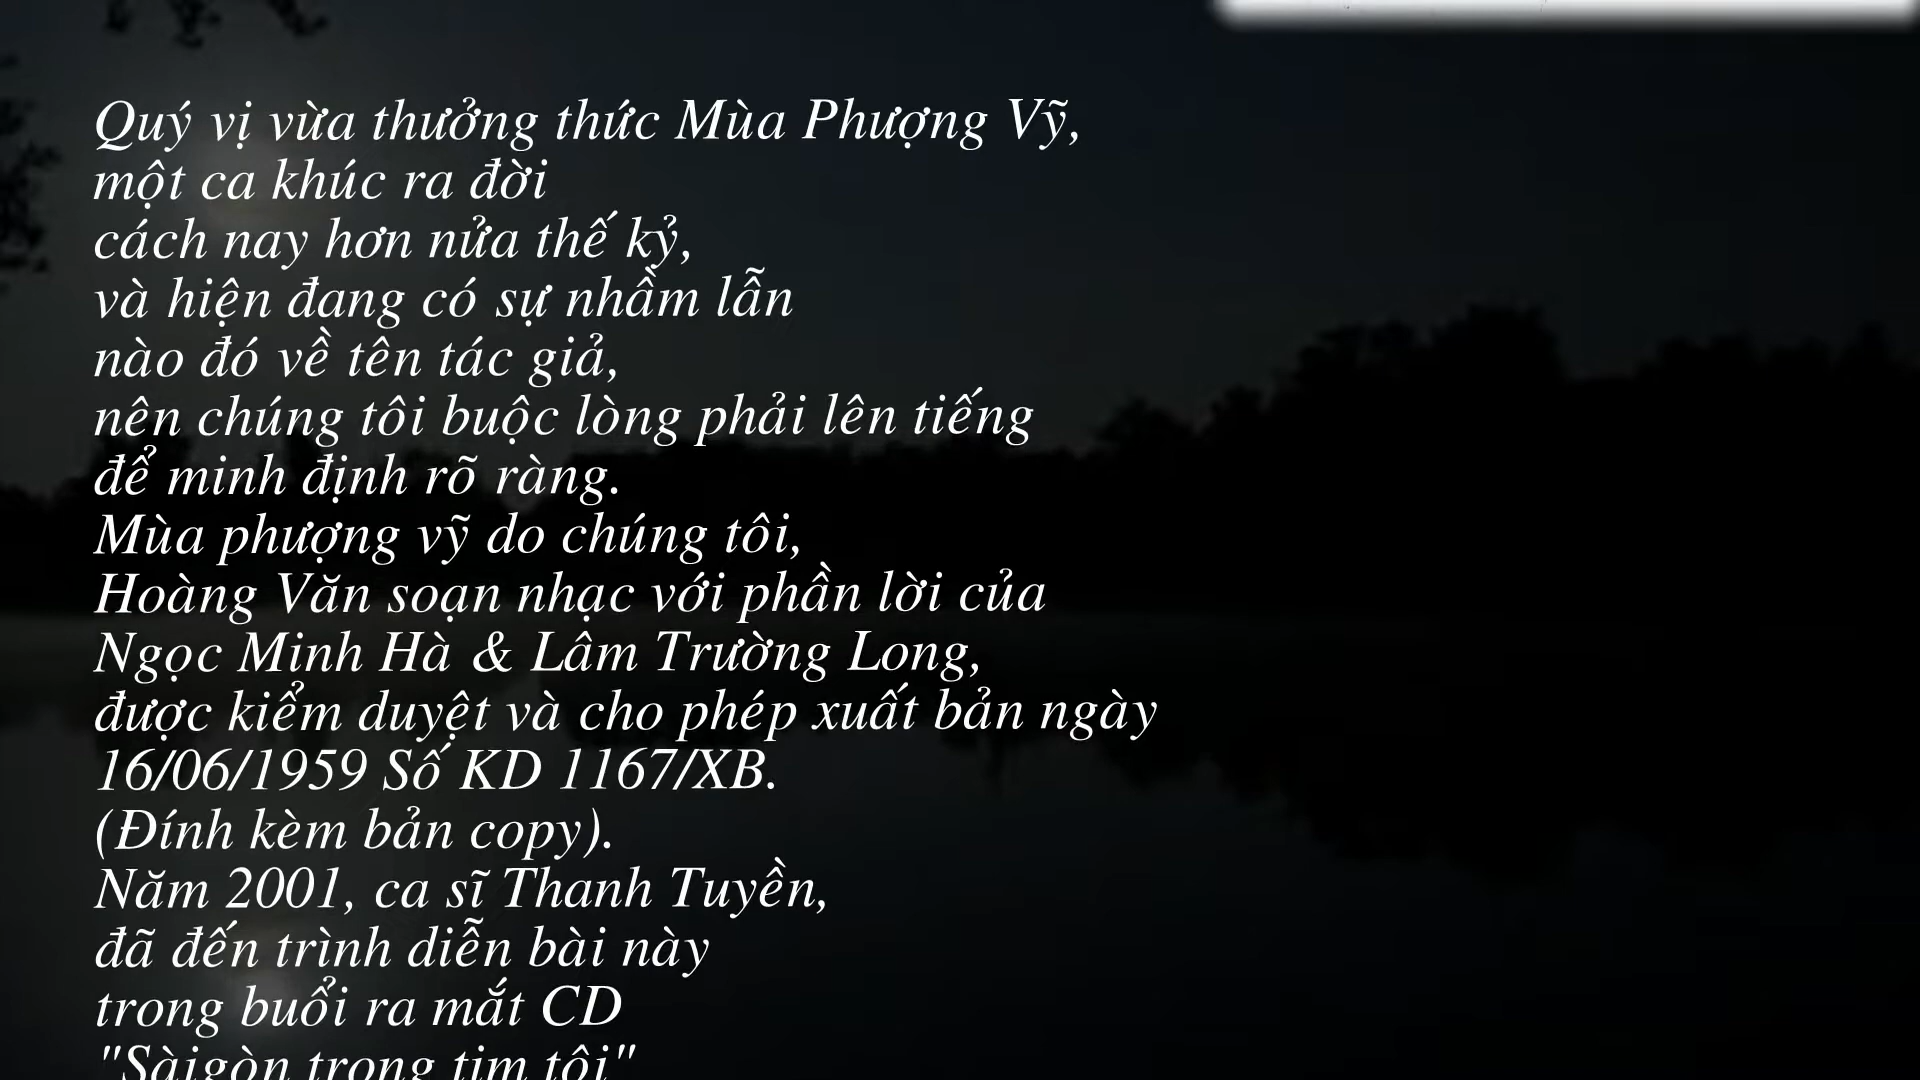 Quý vị vừa thưởng thức Mùa Phượng Vỹ,
một ca khúc ra đời
cách nay hơn nửa thế kỷ,
và hiện đang có sự nhầm lẫn
nào đó về tên tác giả,
nên chúng tôi buộc lòng phải lên tiếng
để minh định rõ ràng.
Mùa phượng vỹ do chúng tôi,
Hoàng Văn soạn nhạc với phần lời của
Ngọc Minh Hà & Lâm Trường Long,
được kiểm duyệt và cho phép xuất bản ngày
16/06/1959 Số KD 1167/XB.
(Đính kèm bản copy).
Năm 2001, ca sĩ Thanh Tuyền,
đã đến trình diễn bài này
trong buổi ra mắt CD
"Sàigòn trong tim tôi"